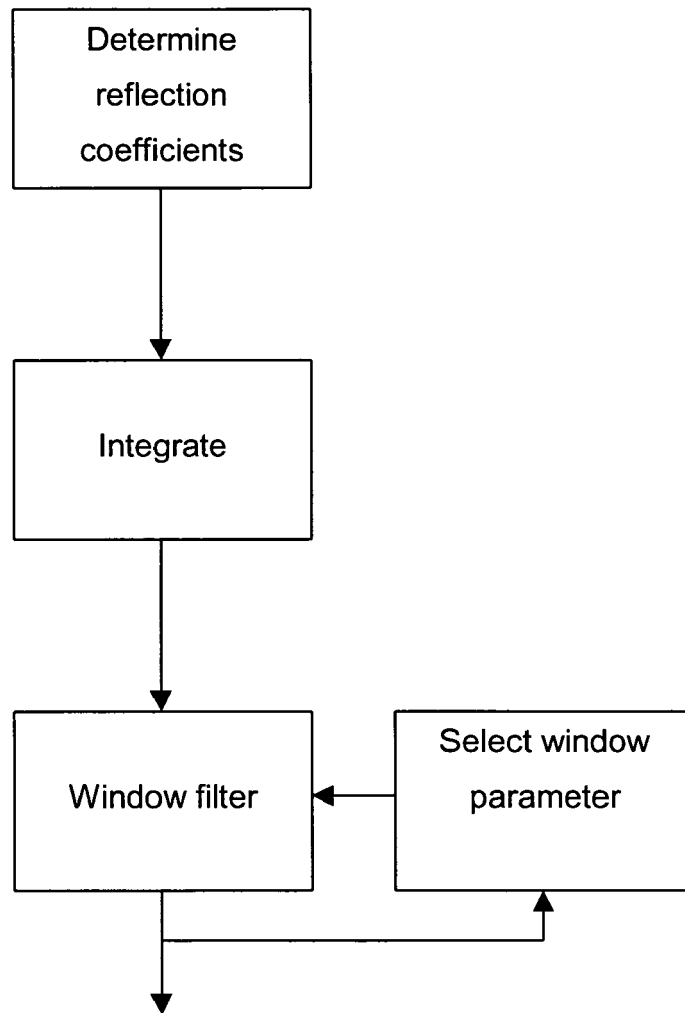 Determine
reflection
coefficients
Integrate
Window filter
Select window
parameter